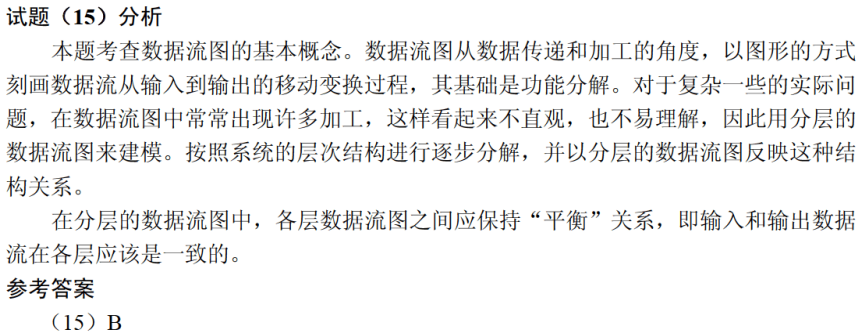 试题（15）分析
本题考查数据流图的基本概念。数据流图从数据传递和加工的角度，以图形的方式
刻画数据流从输入到输出的移动变换过程，其基础是功能分解。对于复杂一些的实际问
题，在数据流图中常常出现许多加工，这样看起来不直观，也不易理解，因此用分层的
数据流图来建模。按照系统的层次结构进行逐步分解，并以分层的数据流图反映这种结
构关系。
在分层的数据流图中，各层数据流图之间应保持“平衡”关系，即输入和输出数据
流在各层应该是一致的。
参考答案
（15）B